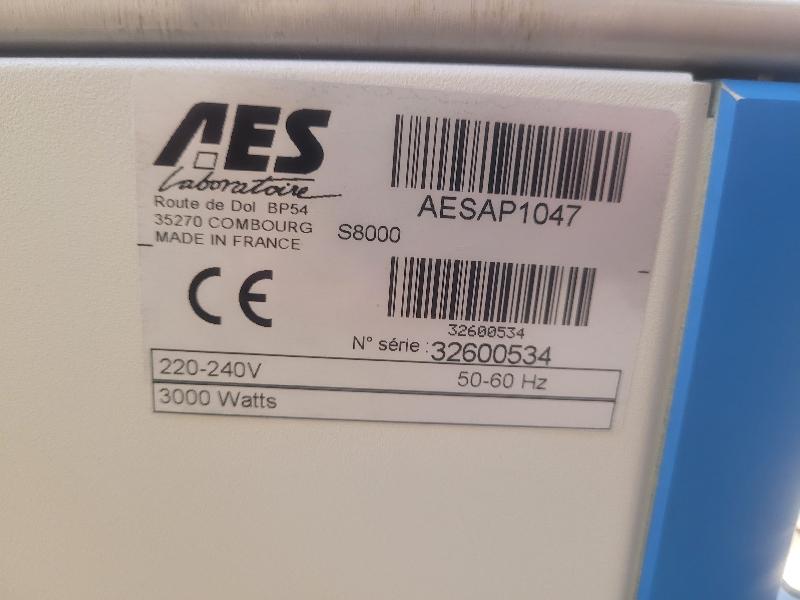 AES
Laboratoire
Route de Dol BP54
35270 COMBOURG
MADE IN FRANCE
S8000
AESAP1047
CE
32600534
N° série : 32600534
220-240V 50-60 Hz
3000 Watts